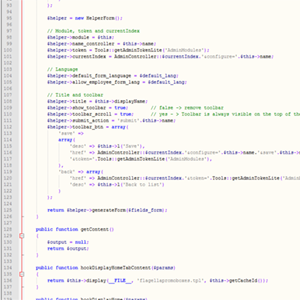 );
$helper = new HelperForm();
// Module, token and currentIndex
$helper->module = $this;
$helper->name_controller = $this->name;
$helper->token = Tools::getAdminTokenLite('AdminModules');
$helper->currentIndex = AdminController::$currentIndex.'&configure='.$this->name;
// Language
$helper->default_form_language = $default_lang;
$helper->allow_employee_form_lang = $default_lang;
// Title and toolbar
$helper->title = $this->displayName;
$helper->show_toolbar = true; // false -> remove toolbar
$helper->toolbar_scroll = true; // yes - > Toolbar is always visible on the top of the
$helper->submit_action = 'submit'.$this->name;
$helper->toolbar_btn = array(
'save' =>
array(
'desc' => $this->l('Save'),
'href' => AdminController::$currentIndex.'&configure='.$this->name.'&save'.$this->
'&token='.Tools::getAdminTokenLite('AdminModules'),
),
'back' => array(
'href' => AdminController::$currentIndex.'&token='.Tools::getAdminTokenLite('Admin
'desc' => $this->l('Back to list')
)
);
return $helper->generateForm($fields_form);
public function getContent()
{
$output = null;
return $output;
}
public function hookDisplayHomeTabContent($params)
{
return $this->display(__FILE__, '
.tpl', $this->getCacheId());
}